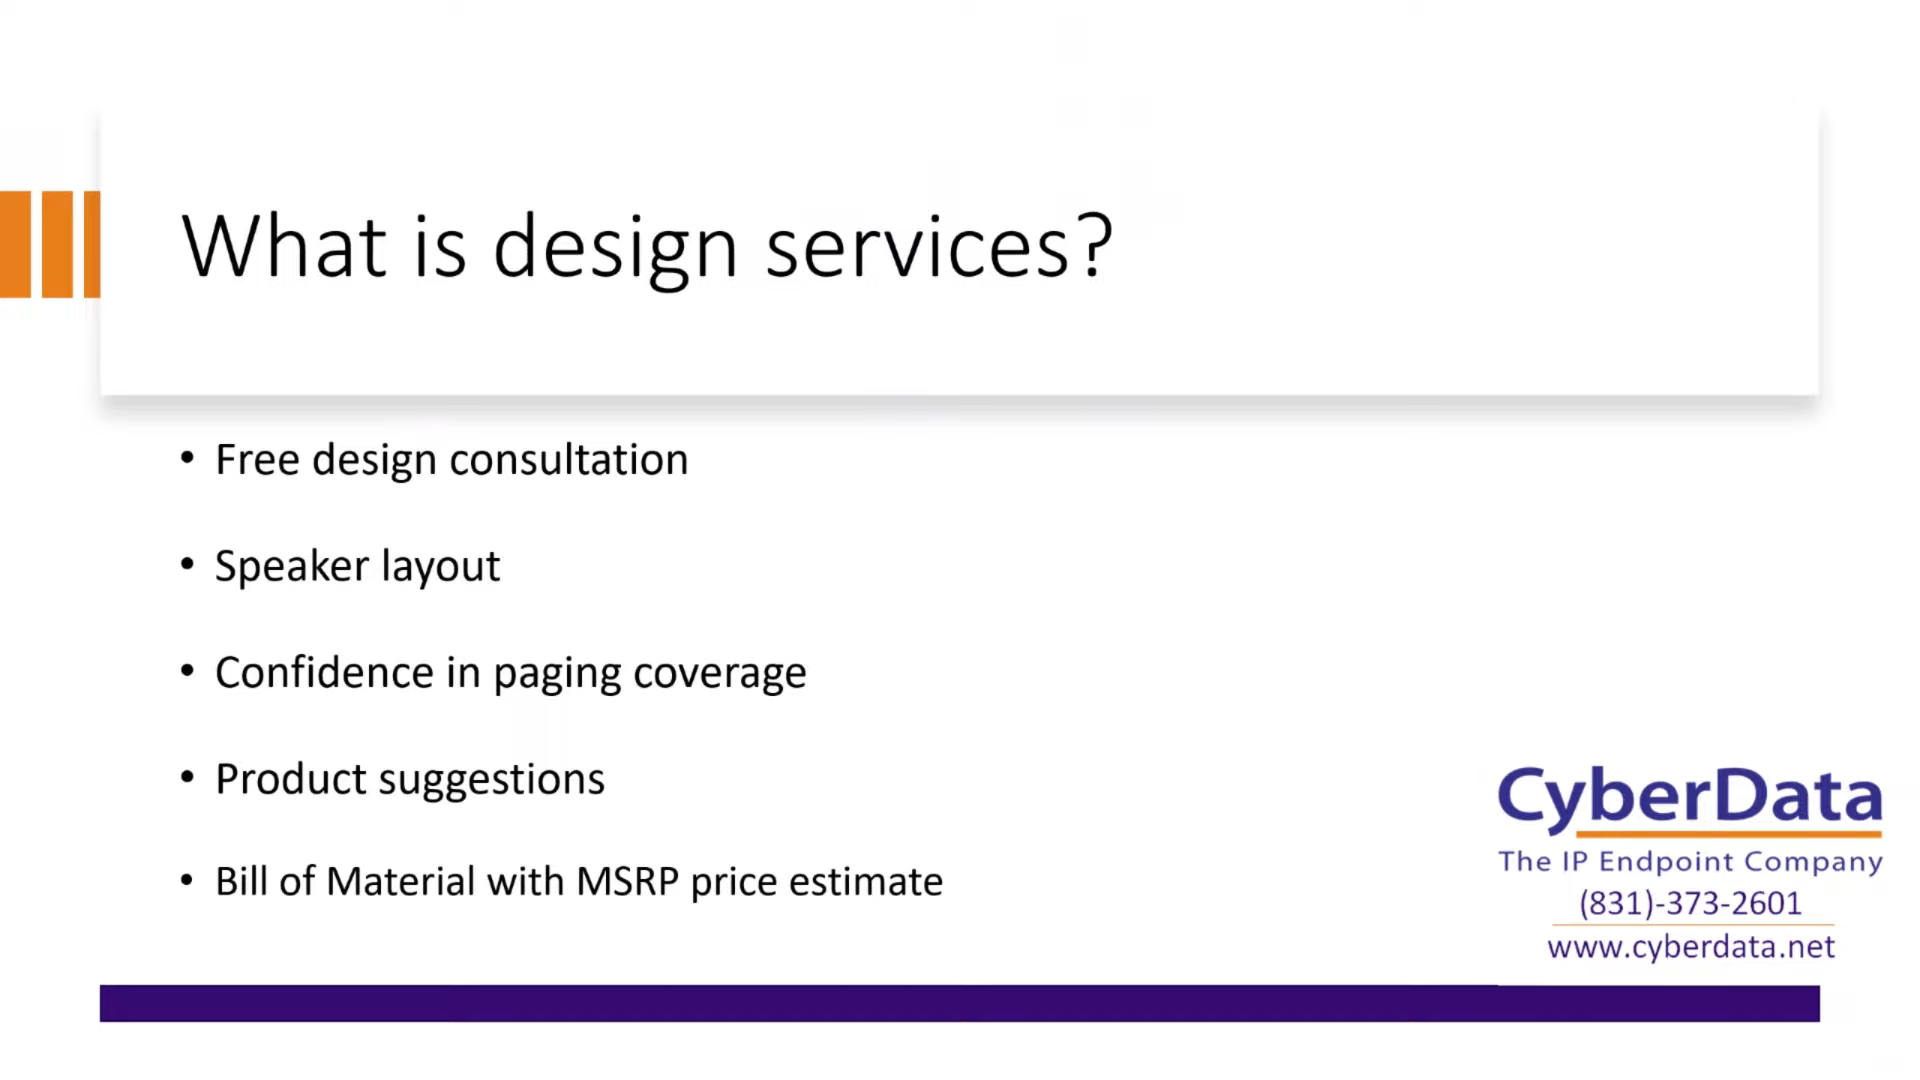 What is design services?
• Free design consultation
• Speaker layout
• Confidence in paging coverage
• Product suggestions
• Bill of Material with MSRP price estimate
CyberData
The IP Endpoint Company
(831)-373-2601
www.cyberdata.net